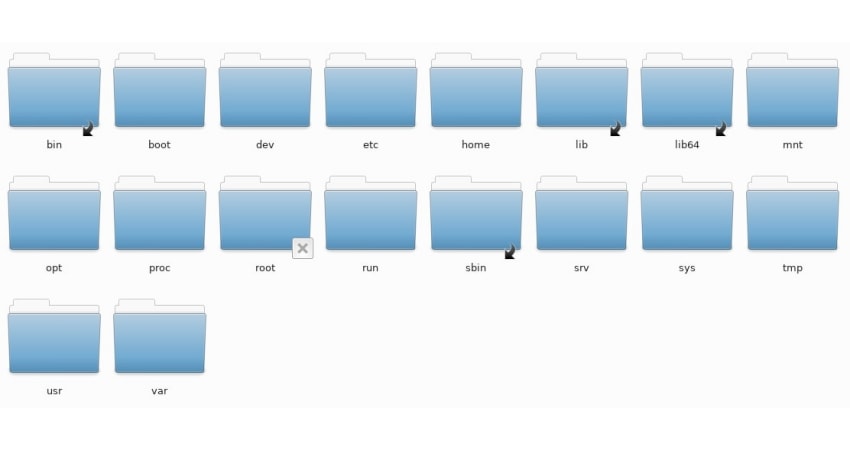 bin boot dev etc home lib lib64 mnt
opt proc root run sbin srv sys tmp
usr var